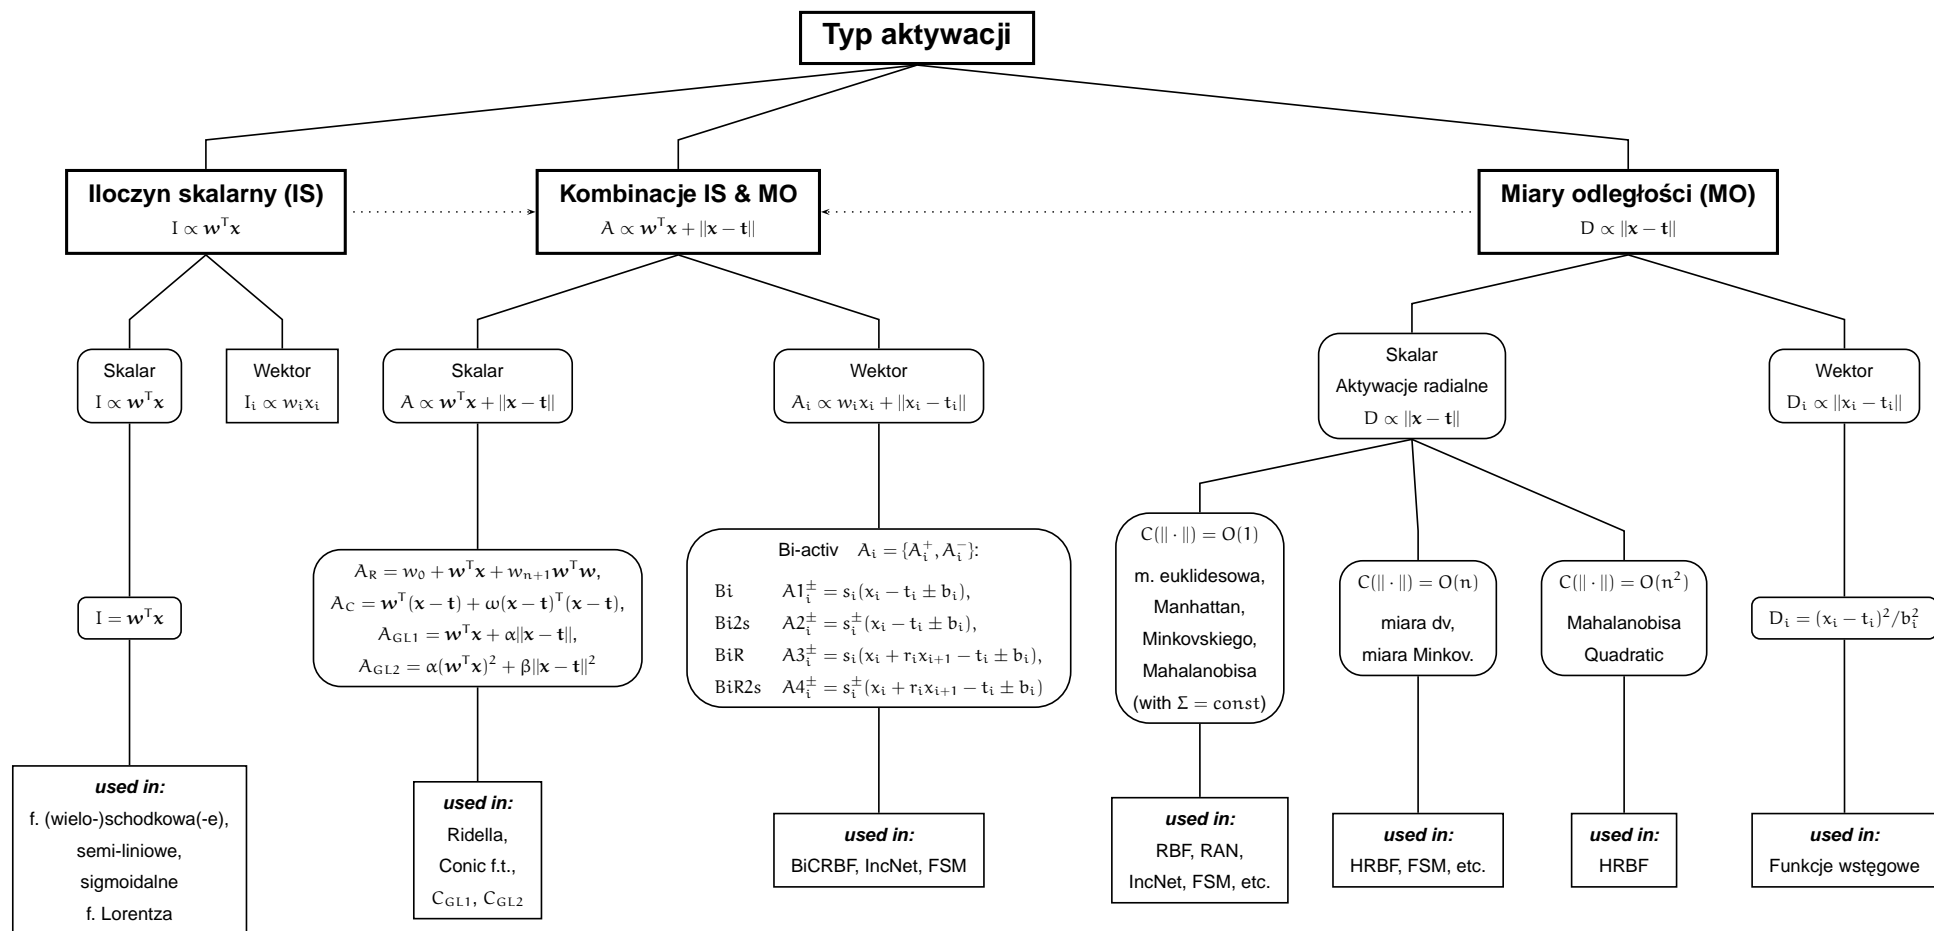 Typ aktywacji
Iloczyn skalarny (IS)
I ∝ wᵀx
Kombinacje IS & MO
A ∝ wᵀx + ||x − t||
Miary odległości (MO)
D ∝ ||x − t||
Skalar
I ∝ wᵀx
Wektor
Iᵢ ∝ wᵢxᵢ
Skalar
A ∝ wᵀx + ||x − t||
Wektor
Aᵢ ∝ wᵢxᵢ + ||xᵢ − tᵢ||
Skalar
Aktywacje radialne
D ∝ ||x − t||
Wektor
Dᵢ ∝ ||xᵢ − tᵢ||
I = wᵀx
A_R = w₀ + wᵀx + wₙ₊₁wᵀw,
A_C = wᵀ(x − t) + ω(x − t)ᵀ(x − t),
A_GL1 = wᵀx + α||x − t||,
A_GL2 = α(wᵀx)² + β||x − t||²
Bi-activ Aᵢ = {Aᵢ⁺, Aᵢ⁻}:
Bi A1ᵢ± = sᵢ(xᵢ − tᵢ ± bᵢ),
Bi2s A2ᵢ± = sᵢ±(xᵢ − tᵢ ± bᵢ),
BiR A3ᵢ± = sᵢ(xᵢ + rᵢxᵢ₊₁ − tᵢ ± bᵢ),
BiR2s A4ᵢ± = sᵢ±(xᵢ + rᵢxᵢ₊₁ − tᵢ ± bᵢ)
C(|| · ||) = O(1)
m. euklidesowa,
Manhattan,
Minkovskiego,
Mahalanobisa
(with Σ = const)
C(|| · ||) = O(n)
miara dv,
miara Minkov.
C(|| · ||) = O(n²)
Mahalanobisa
Quadratic
Dᵢ = (xᵢ − tᵢ)²/bᵢ²
used in:
f. (wielo-)schodkowa(-e),
semi-liniowe,
sigmoidalne
f. Lorentza
used in:
Ridella,
Conic f.t.,
C_GL1, C_GL2
used in:
BiCRBF, IncNet, FSM
used in:
RBF, RAN,
IncNet, FSM, etc.
used in:
HRBF, FSM, etc.
used in:
HRBF
used in:
Funkcje wstęgowe